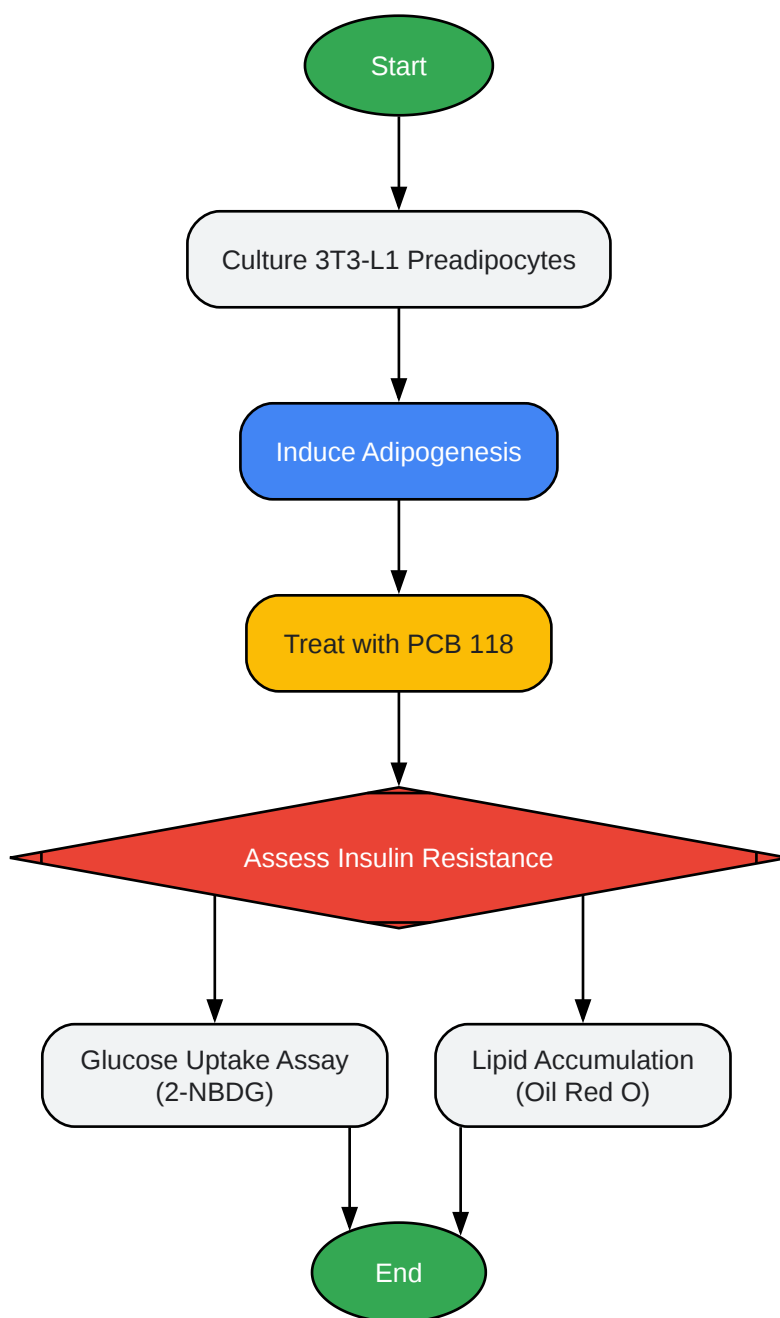 Start
Culture 3T3-L1 Preadipocytes
Induce Adipogenesis
Treat with PCB 118
Assess Insulin Resistance
Glucose Uptake Assay
(2-NBDG)
Lipid Accumulation
(Oil Red O)
End